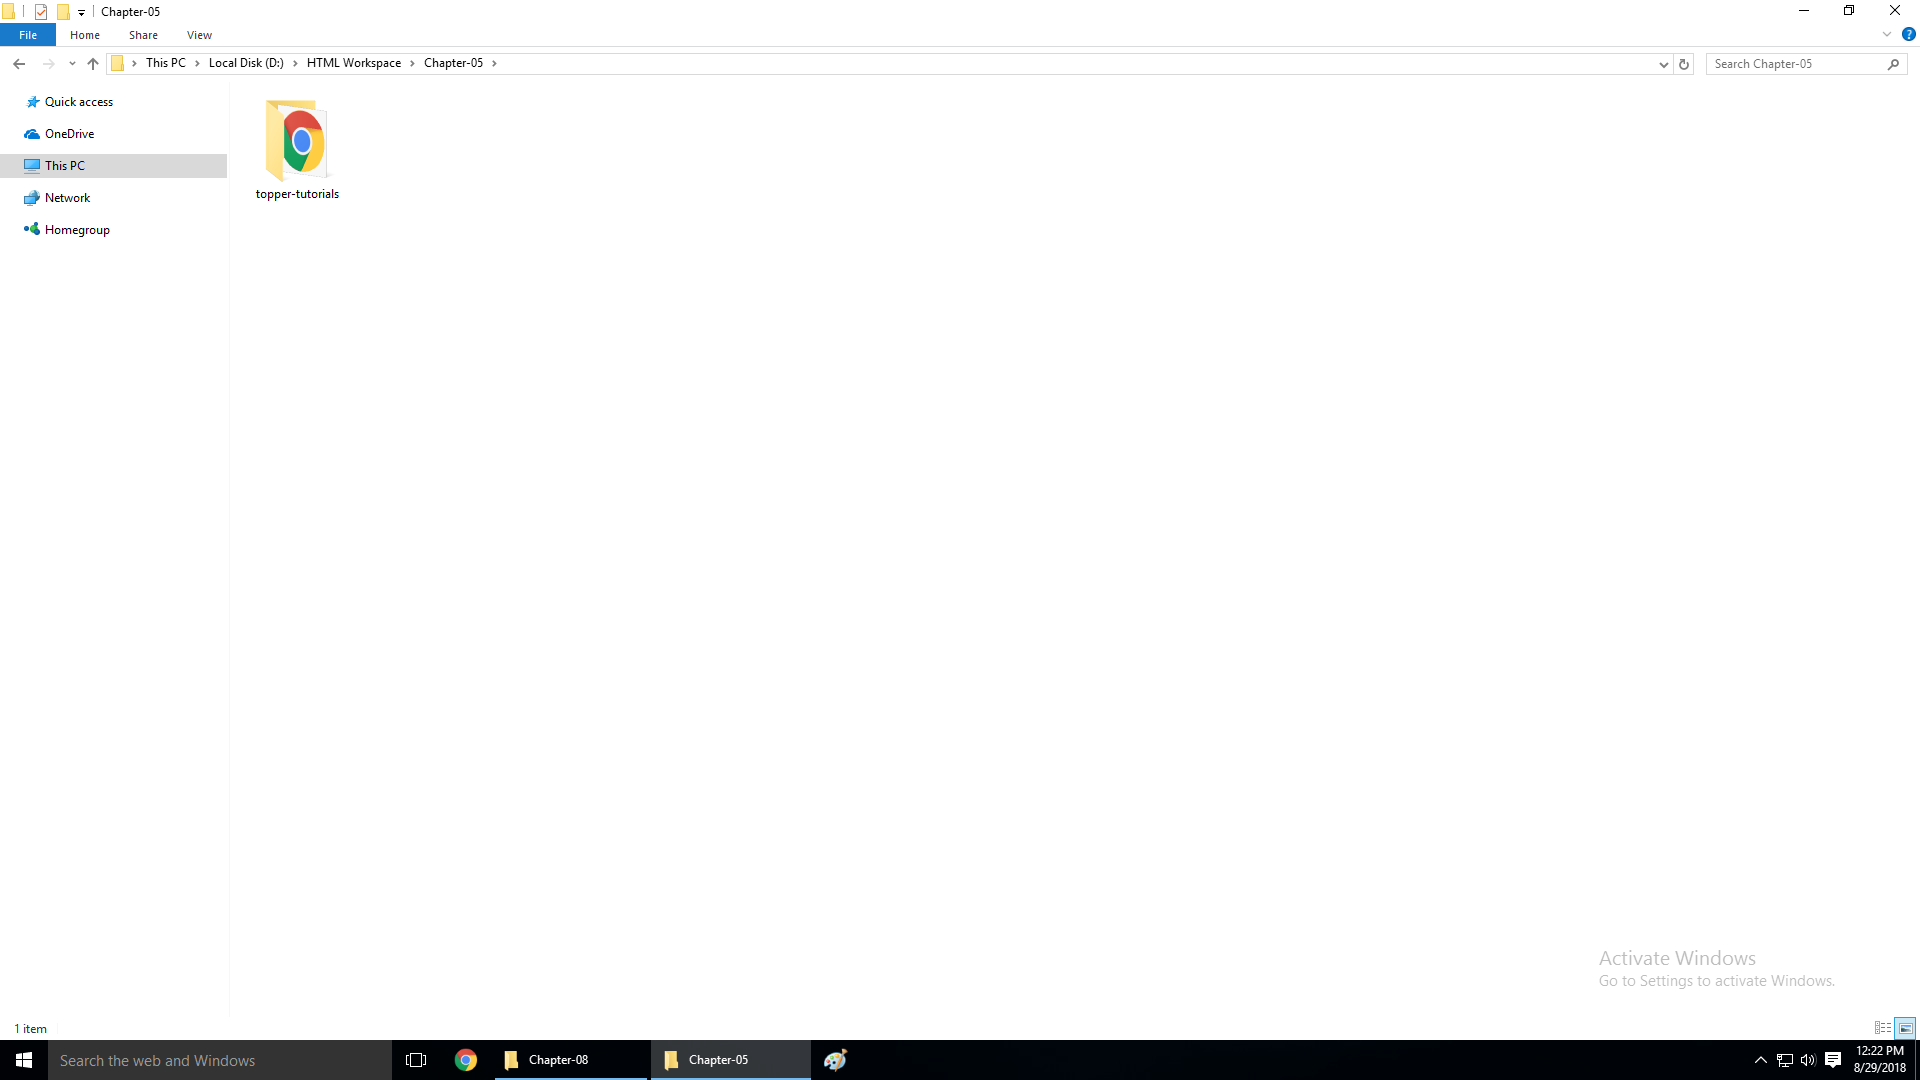 Chapter-05
File Home Share View
This PC Local Disk (D:) HTML Workspace Chapter-05
Search Chapter-05
Quick access
OneDrive
This PC
Network
Homegroup
topper-tutorials
Activate Windows
Go to Settings to activate Windows.
1 item
Search the web and Windows
Chapter-08
Chapter-05
12:22 PM
8/29/2018